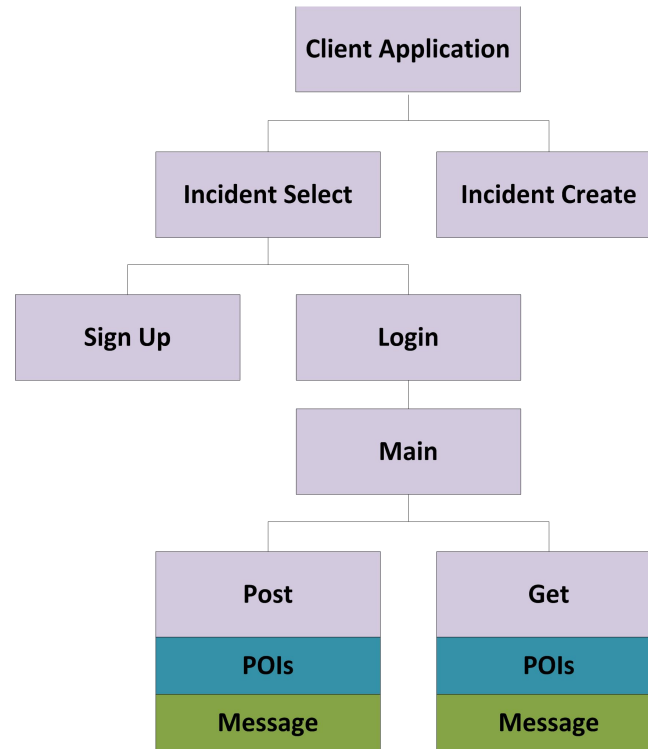 Client Application
Incident Select
Incident Create
Sign Up
Login
Main
Post
Get
POIs
POIs
Message
Message